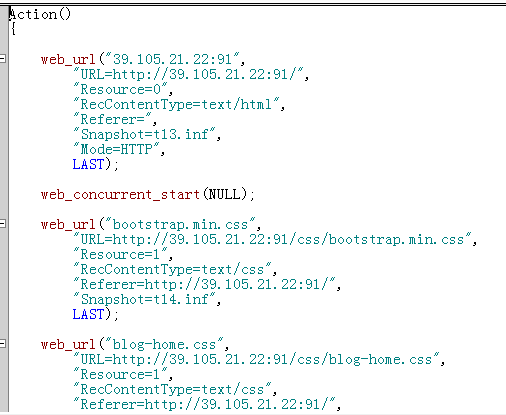 Action()
{
web_url("39.105.21.22:91",
"URL=http://39.105.21.22:91/",
"Resource=0",
"RecContentType=text/html",
"Referer=",
"Snapshot=t13.inf",
"Mode=HTTP",
LAST);
web_concurrent_start(NULL);
web_url("bootstrap.min.css",
"URL=http://39.105.21.22:91/css/bootstrap.min.css",
"Resource=1",
"RecContentType=text/css",
"Referer=http://39.105.21.22:91/",
"Snapshot=t14.inf",
LAST);
web_url("blog-home.css",
"URL=http://39.105.21.22:91/css/blog-home.css",
"Resource=1",
"RecContentType=text/css",
"Referer=http://39.105.21.22:91/",